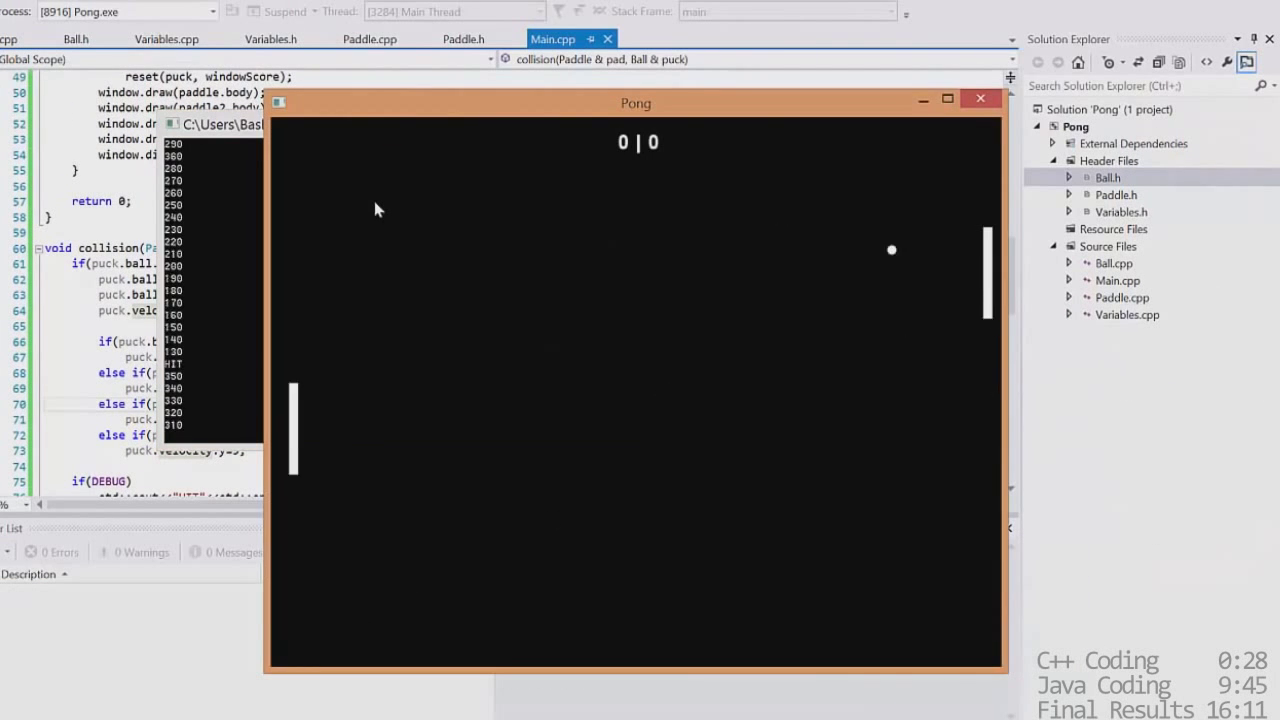 rocess: [8916] Pong.exe Suspend Thread: [3284] Main Thread Stack Frame: main
cpp Ball.h Variables.cpp Variables.h Paddle.cpp Paddle.h Main.cpp
Global Scope) collision(Paddle & pad, Ball & puck)
49 reset(puck, windowScore);
50 window.draw(paddle.body);
51 window.draw(paddle2.body)
52 window.dr
53 window.dr
54 window.di
55 }
56
57 return 0;
58 }
59
60 void collision(Pa
61 if(puck.ball.
62 puck.ball
63 puck.ball
64 puck.velo
65
66 if(puck.b
67 puck.
68 else if(p
69 puck.
70 else if(p
71 puck.
72 else if(p
73 puck.velocity.y=5;
74
75 if(DEBUG)
C:\Users\Bas
290
360
280
270
260
250
240
230
220
210
200
190
180
170
160
150
140
130
HIT
350
340
330
320
310
Pong
0 | 0
%
r List
0 Errors 0 Warnings 0 Messages
Description
Solution Explorer
Search Solution Explorer (Ctrl+;)
Solution 'Pong' (1 project)
Pong
External Dependencies
Header Files
Ball.h
Paddle.h
Variables.h
Resource Files
Source Files
Ball.cpp
Main.cpp
Paddle.cpp
Variables.cpp
C++ Coding 0:28
Java Coding 9:45
Final Results 16:11